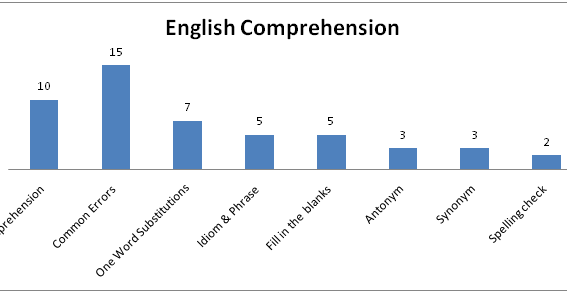 English Comprehension
10
15
7
5
5
3
3
2
prehension
Common Errors
One Word Substitutions
Idiom & Phrase
Fill in the blanks
Antonym
Synonym
Spelling check